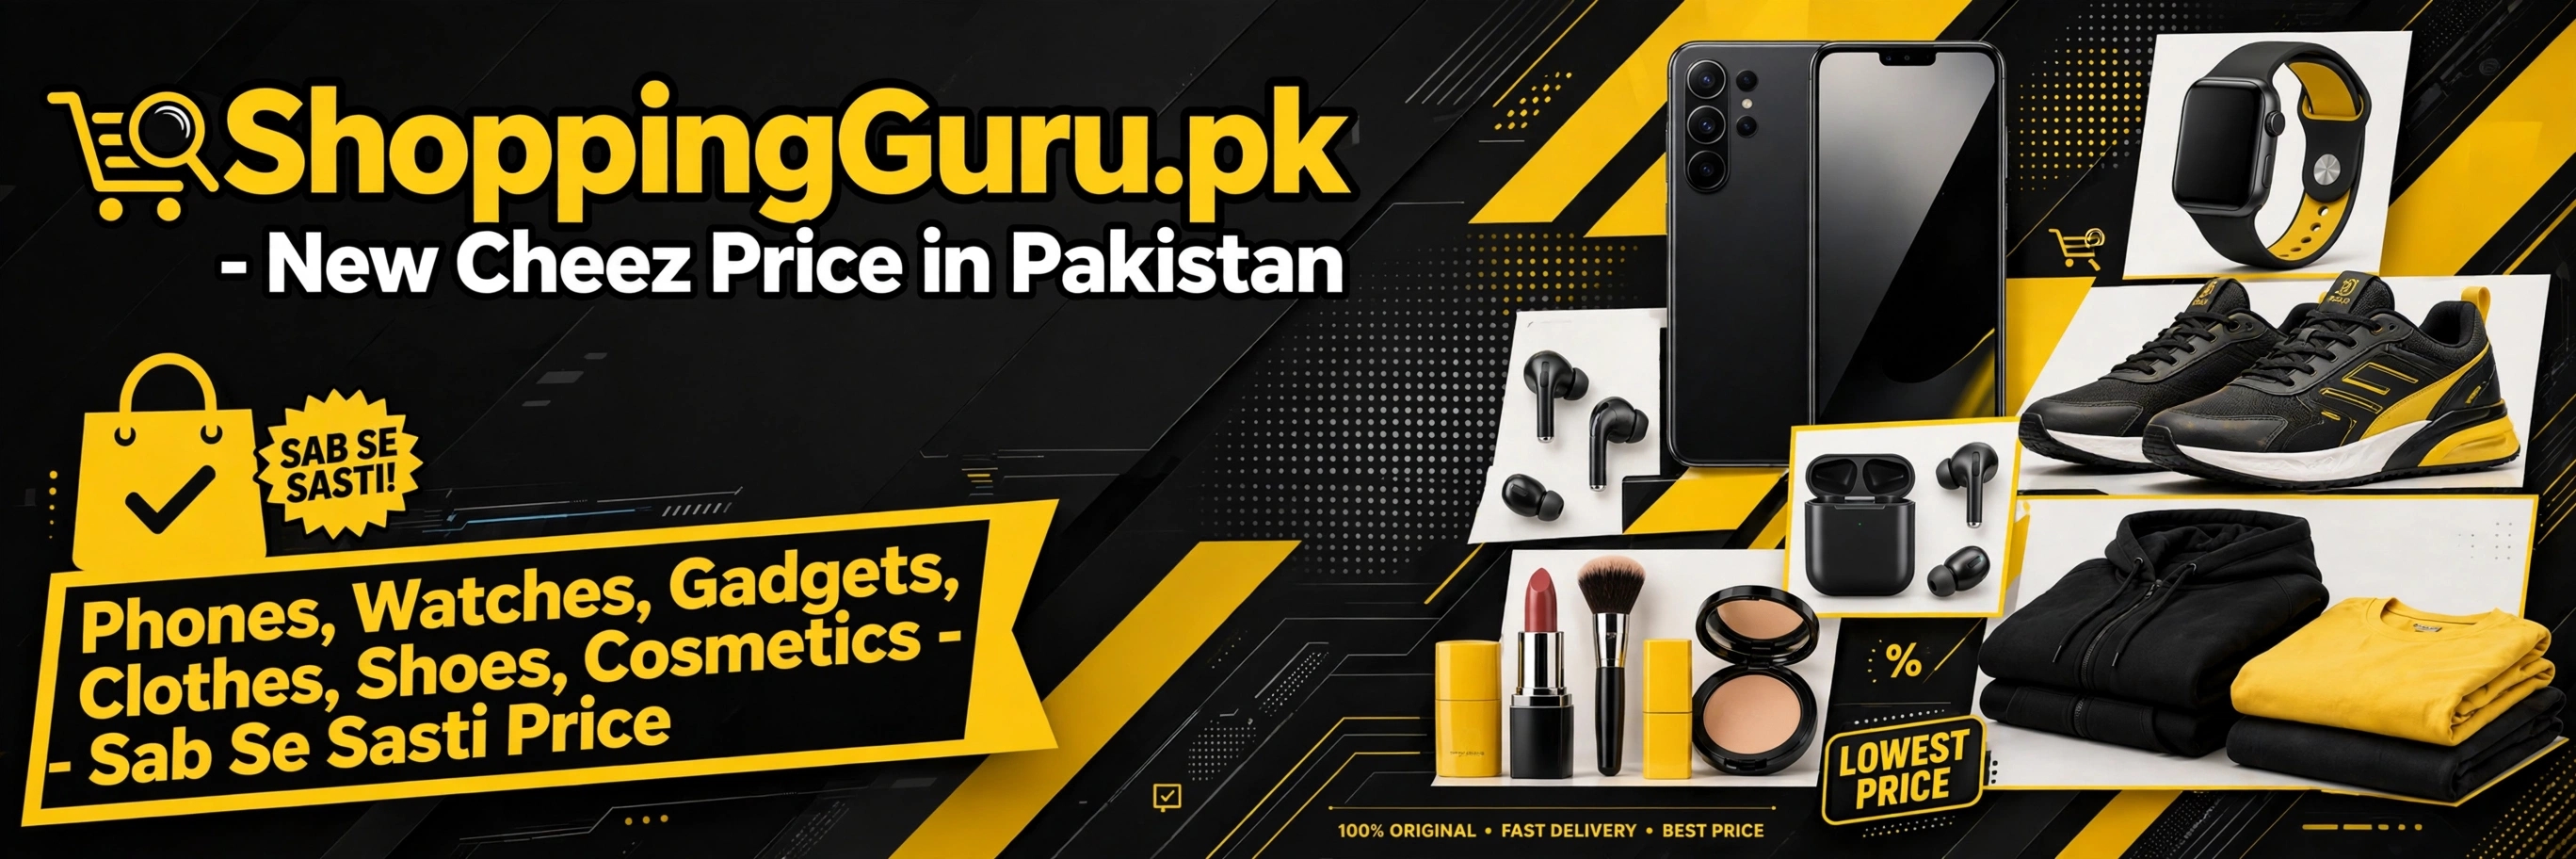 ShoppingGuru.pk
- New Cheez Price in Pakistan
SAB SE
SASTI!
Phones, Watches, Gadgets,
Clothes, Shoes, Cosmetics -
- Sab Se Sasti Price
%
LOWEST
PRICE
100% ORIGINAL • FAST DELIVERY • BEST PRICE